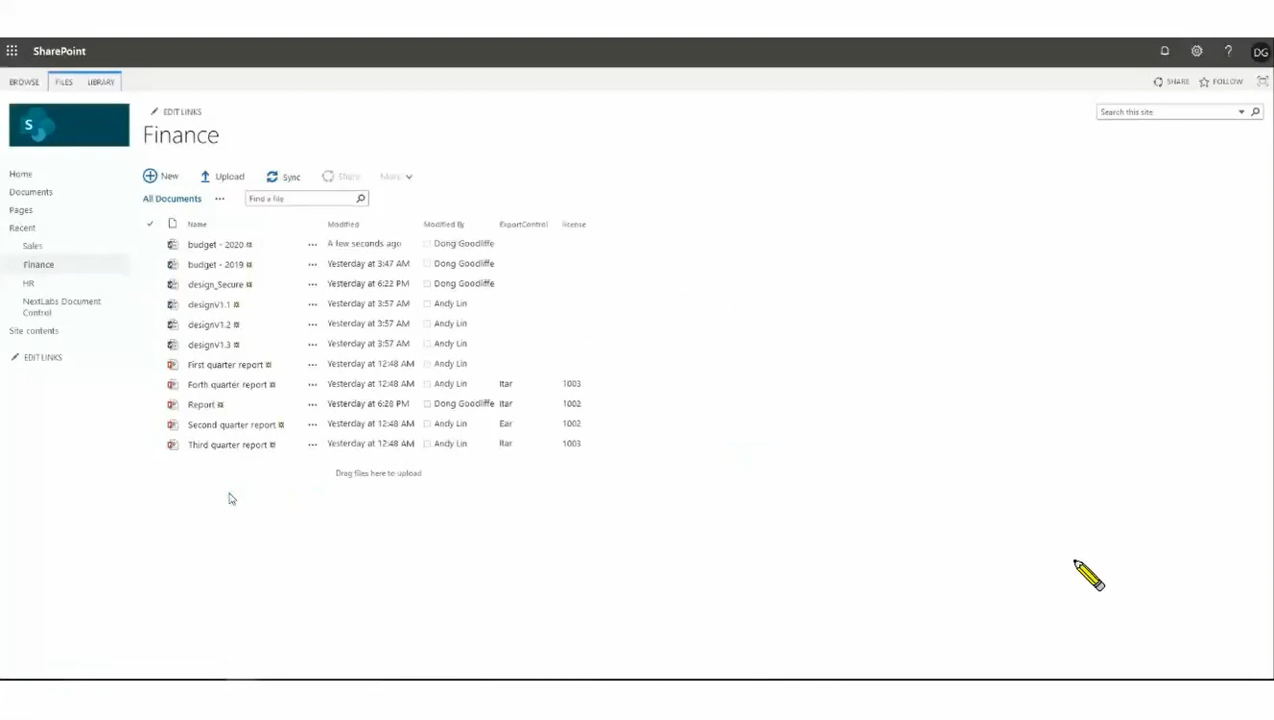 SharePoint DG
BROWSE FILES LIBRARY SHARE FOLLOW
S
EDIT LINKS
Search this site
Finance
Home
Documents
Pages
Recent
Sales
Finance
HR
NextLabs Document
Control
Site contents
EDIT LINKS
New Upload Sync Share More
All Documents ... Find a file
Name Modified Modified By ExportControl license
budget - 2020 ... A few seconds ago Dong Goodliffe
budget - 2019 ... Yesterday at 3:47 AM Dong Goodliffe
design_Secure ... Yesterday at 6:22 PM Dong Goodliffe
designV1.1 ... Yesterday at 3:57 AM Andy Lin
designV1.2 ... Yesterday at 3:57 AM Andy Lin
designV1.3 ... Yesterday at 3:57 AM Andy Lin
First quarter report ... Yesterday at 12:48 AM Andy Lin
Forth quarter report ... Yesterday at 12:48 AM Andy Lin Itar 1003
Report ... Yesterday at 6:28 PM Dong Goodliffe Itar 1002
Second quarter report ... Yesterday at 12:48 AM Andy Lin Ear 1002
Third quarter report ... Yesterday at 12:48 AM Andy Lin Itar 1003
Drag files here to upload